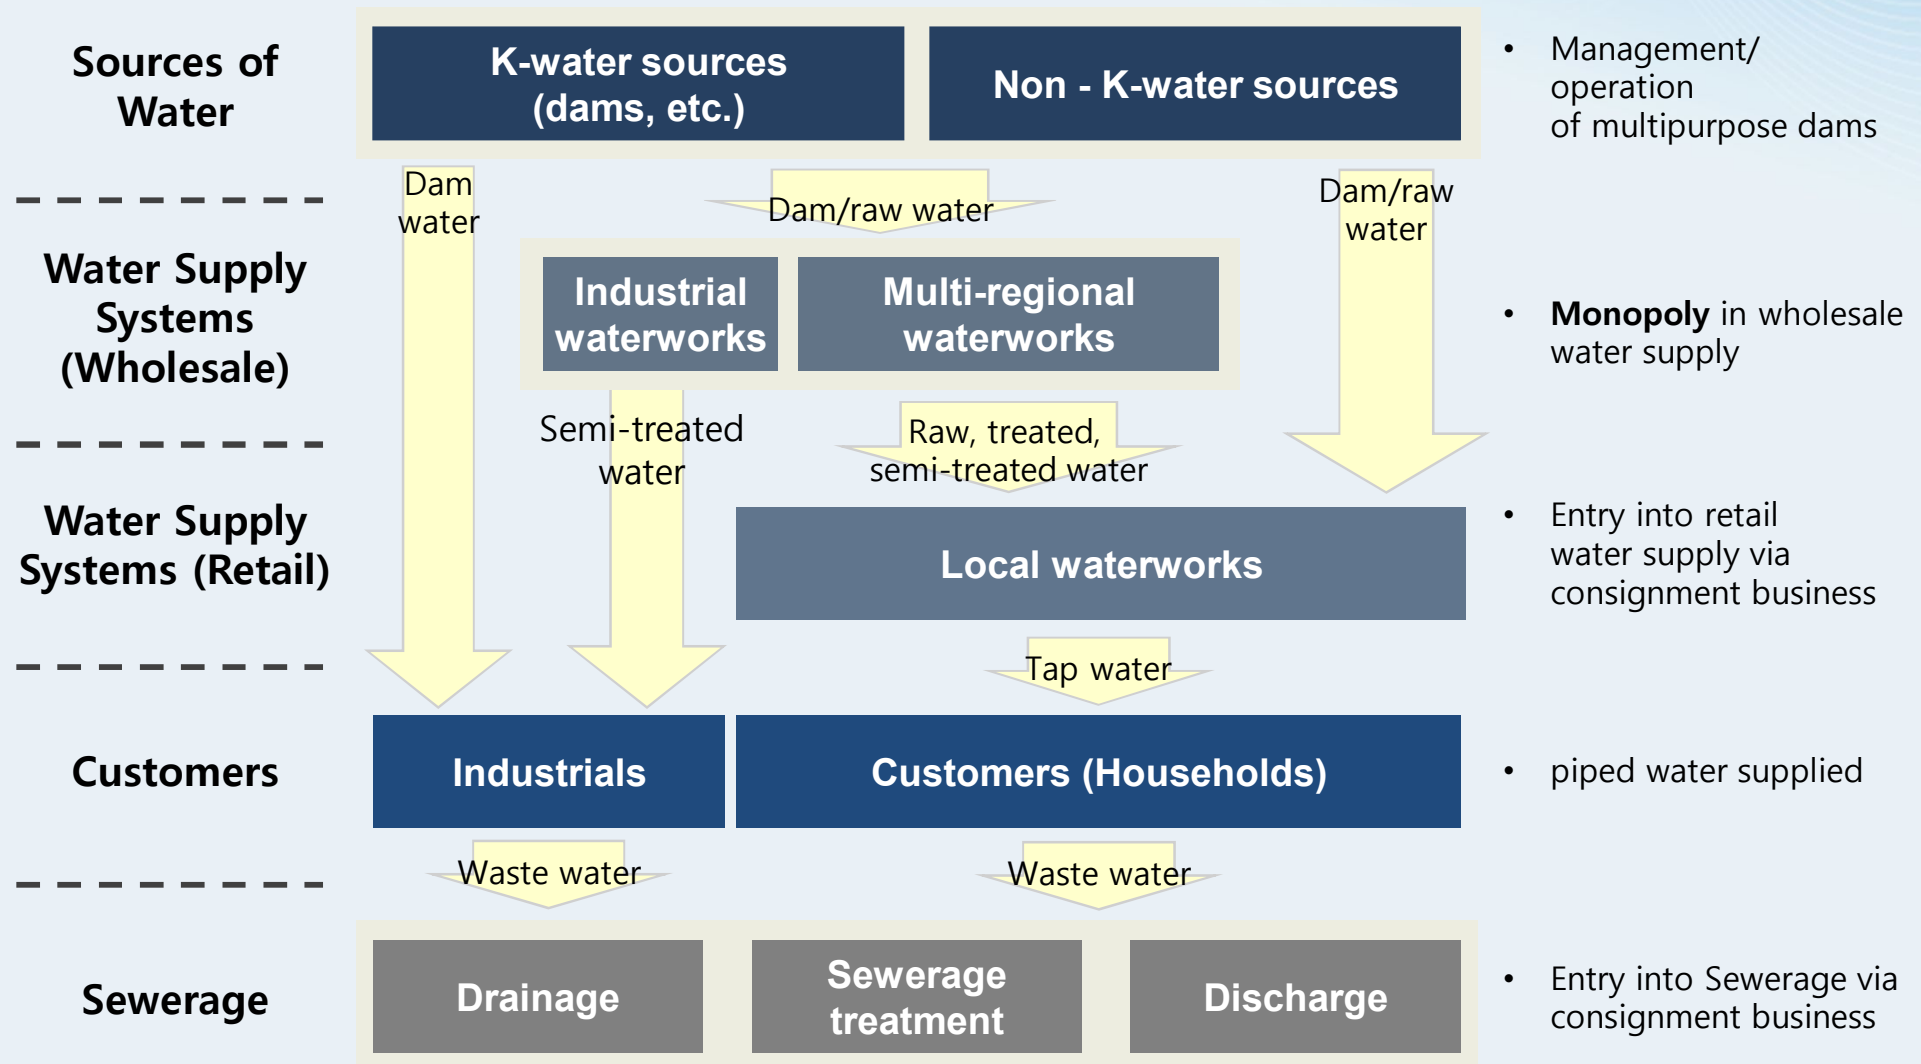 Sources of
Water
K-water sources
(dams, etc.)
Non - K-water sources
• Management/
operation
of multipurpose dams
Dam
water
Dam/raw water
Dam/raw
water
Water Supply
Systems
(Wholesale)
Industrial
waterworks
Multi-regional
waterworks
• Monopoly in wholesale
water supply
Semi-treated
water
Raw, treated,
semi-treated water
Water Supply
Systems (Retail)
Local waterworks
• Entry into retail
water supply via
consignment business
Tap water
Customers
Industrials
Customers (Households)
• piped water supplied
Waste water
Waste water
Sewerage
Drainage
Sewerage
treatment
Discharge
• Entry into Sewerage via
consignment business